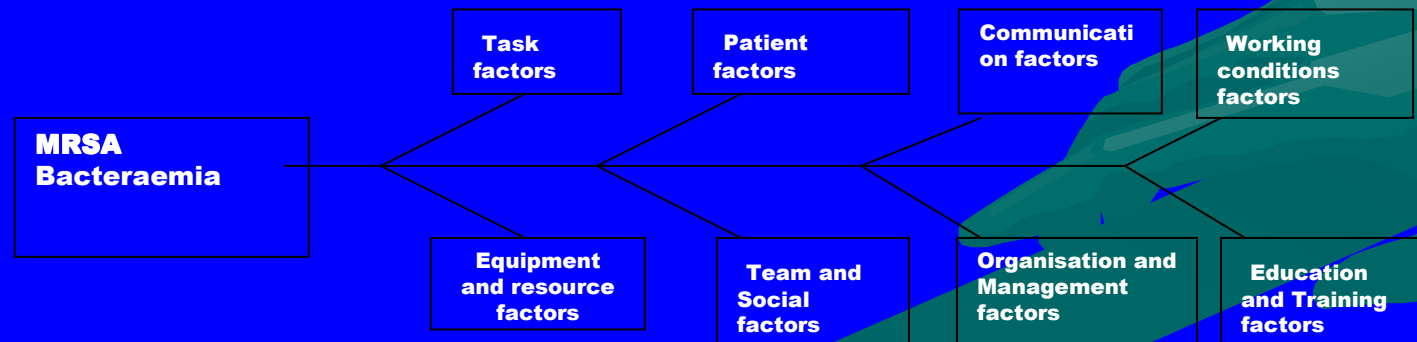 Task
factors
Patient
factors
Communicati
on factors
Working
conditions
factors
MRSA
Bacteraemia
Equipment
and resource
factors
Team and
Social
factors
Organisation and
Management
factors
Education
and Training
factors